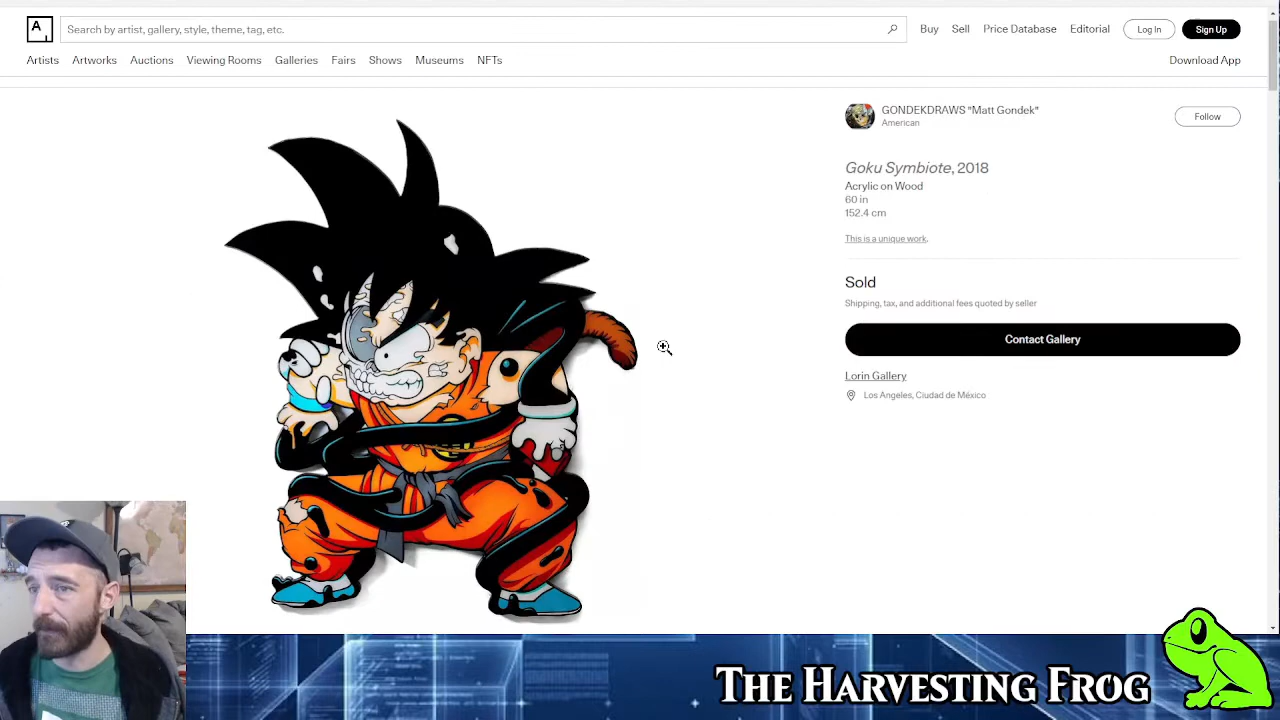 A
Search by artist, gallery, style, theme, tag, etc.
Buy Sell Price Database Editorial Log In Sign Up
Artists Artworks Auctions Viewing Rooms Galleries Fairs Shows Museums NFTs Download App
GONDEKDRAWS "Matt Gondek"
American
Follow
Goku Symbiote, 2018
Acrylic on Wood
60 in
152.4 cm
This is a unique work.
Sold
Shipping, tax, and additional fees quoted by seller
Contact Gallery
Lorin Gallery
Los Angeles, Ciudad de México
THE HARVESTING FROG